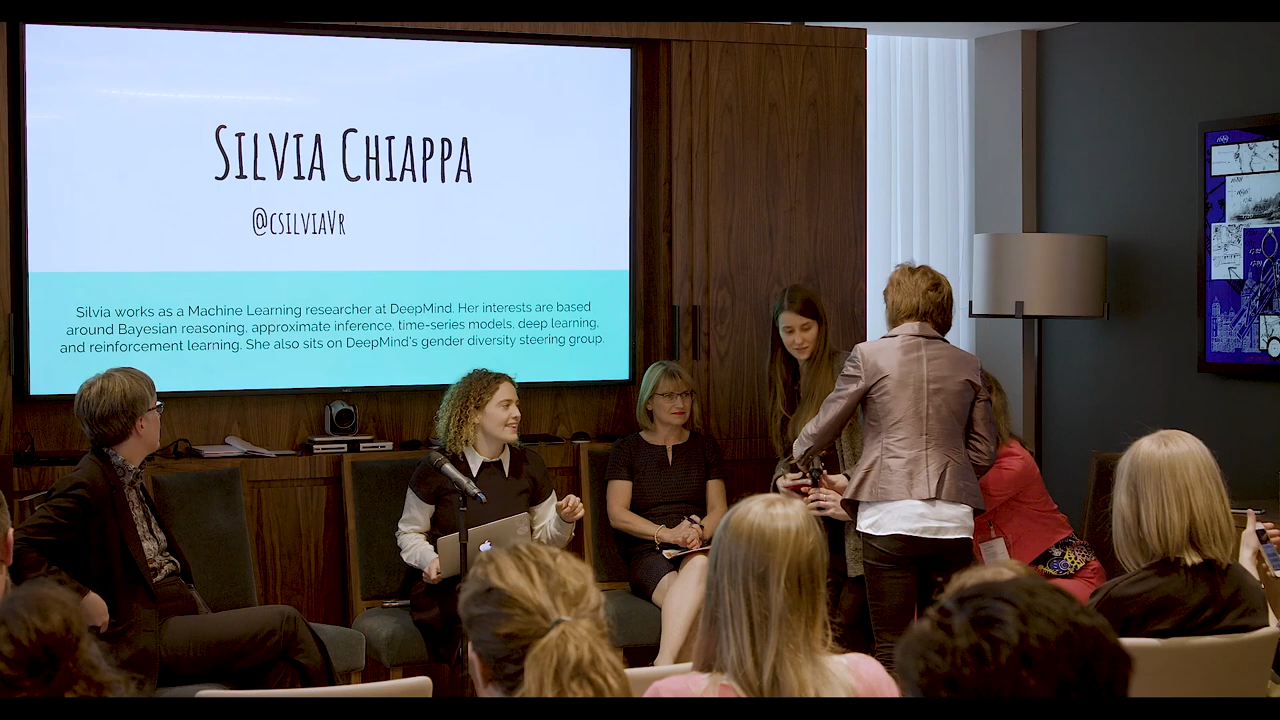 SILVIA CHIAPPA
@CSILVIAVR
Silvia works as a Machine Learning researcher at DeepMind. Her interests are based
around Bayesian reasoning, approximate inference, time-series models, deep learning,
and reinforcement learning. She also sits on DeepMind's gender diversity steering group.